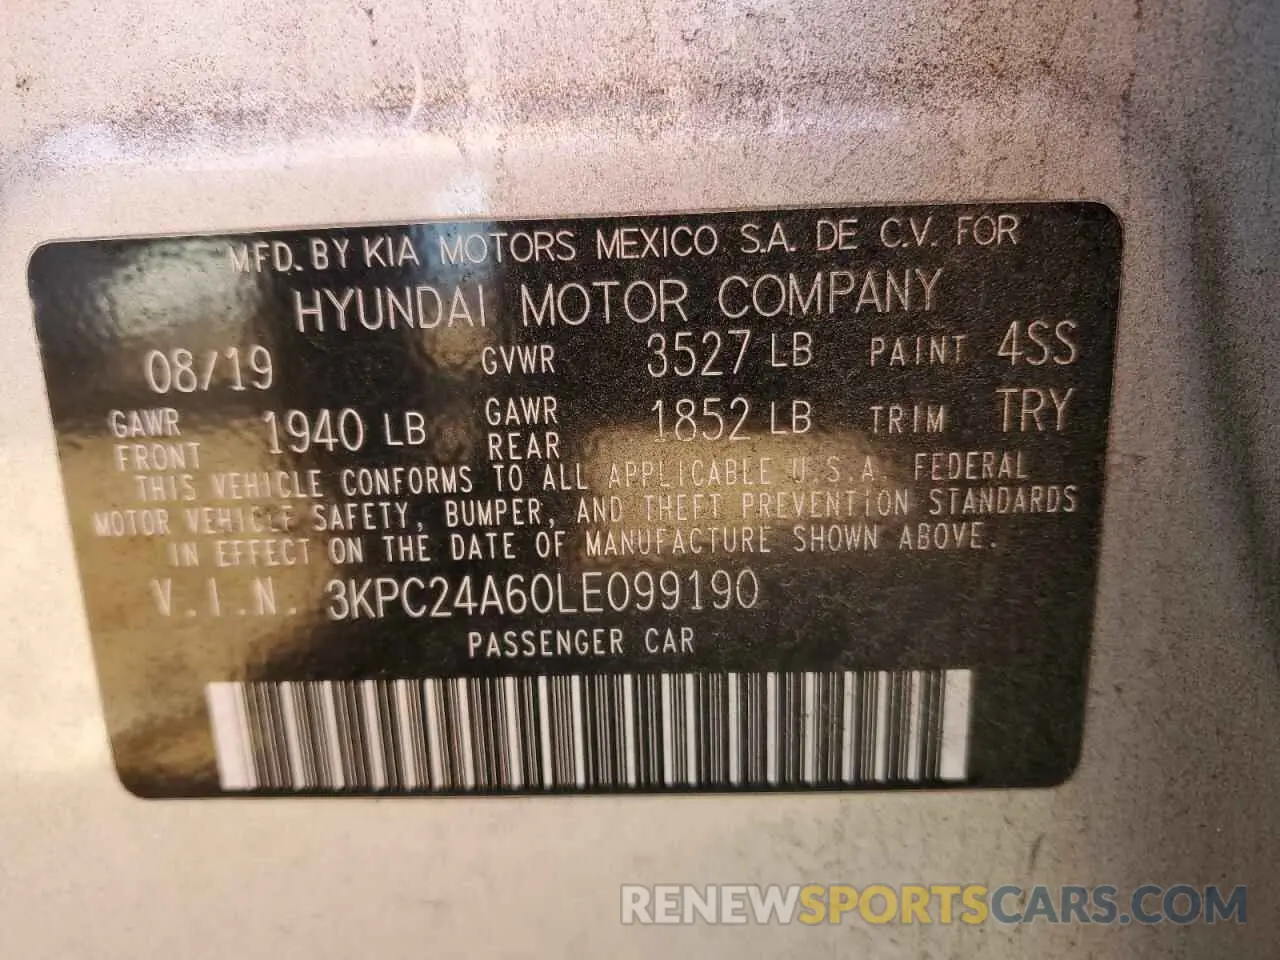 MFD. BY KIA MOTORS MEXICO S.A. DE C.V. FOR
HYUNDAI MOTOR COMPANY
08/19 GVWR 3527 LB PAINT 4SS
GAWR FRONT 1940 LB GAWR REAR 1852 LB TRIM TRY
THIS VEHICLE CONFORMS TO ALL APPLICABLE U.S.A. FEDERAL
MOTOR VEHICLE SAFETY, BUMPER, AND THEFT PREVENTION STANDARDS
IN EFFECT ON THE DATE OF MANUFACTURE SHOWN ABOVE.
V.I.N. 3KPC24A60LE099190
PASSENGER CAR
RENEWSPORTSCARS.COM